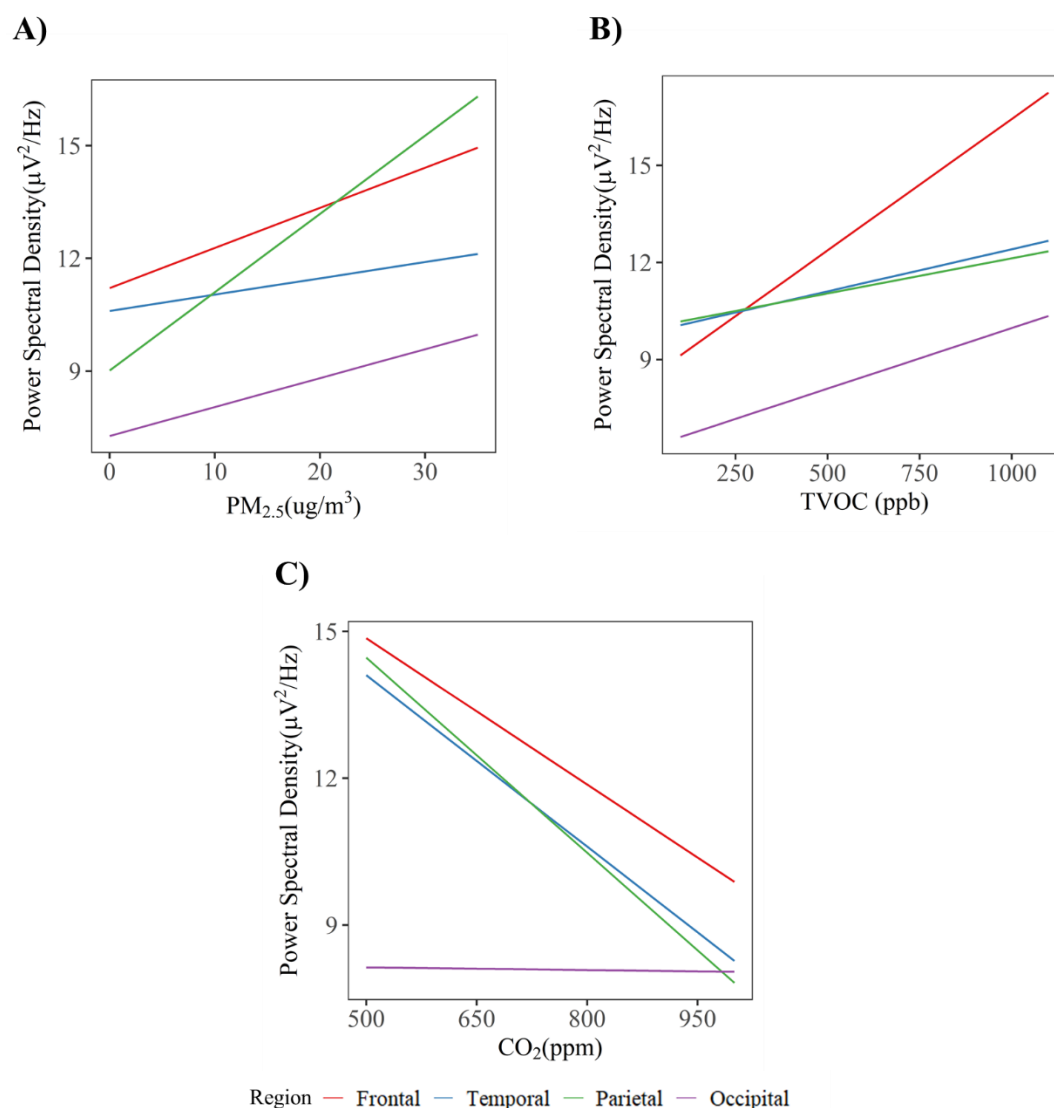 A)
Power Spectral Density(μV²/Hz)
15
12
9
0 10 20 30
PM₂.₅(ug/m³)
B)
Power Spectral Density(μV²/Hz)
15
12
9
250 500 750 1000
TVOC (ppb)
C)
Power Spectral Density(μV²/Hz)
15
12
9
500 650 800 950
CO₂(ppm)
Region Frontal Temporal Parietal Occipital